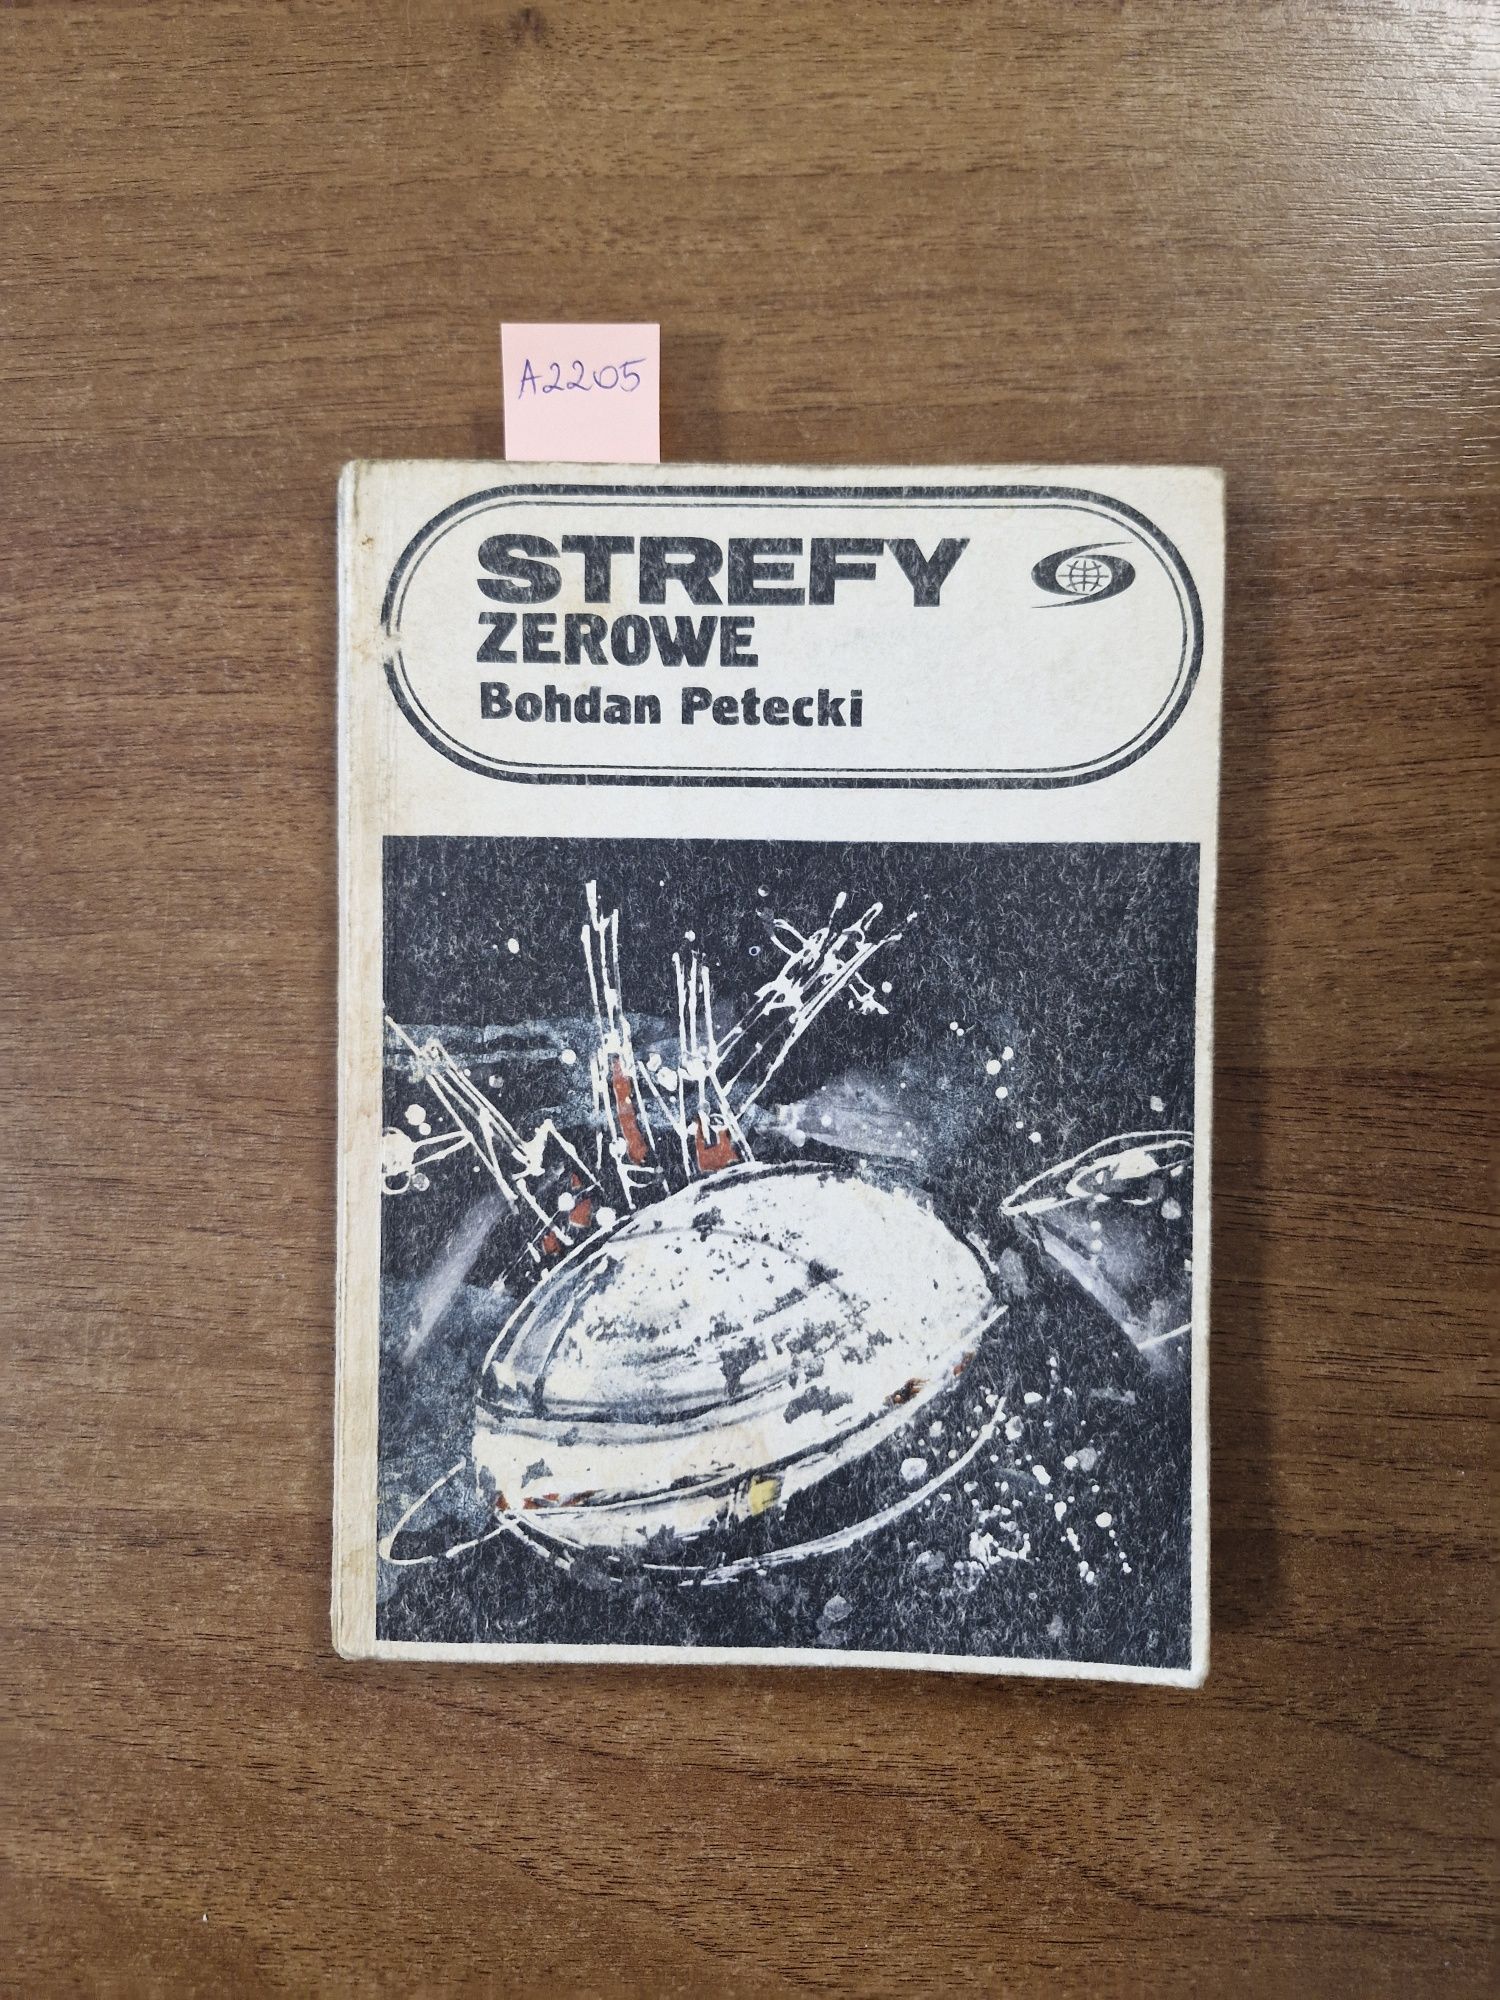 A2205
STREFY
ZEROWE
Bohdan Petecki